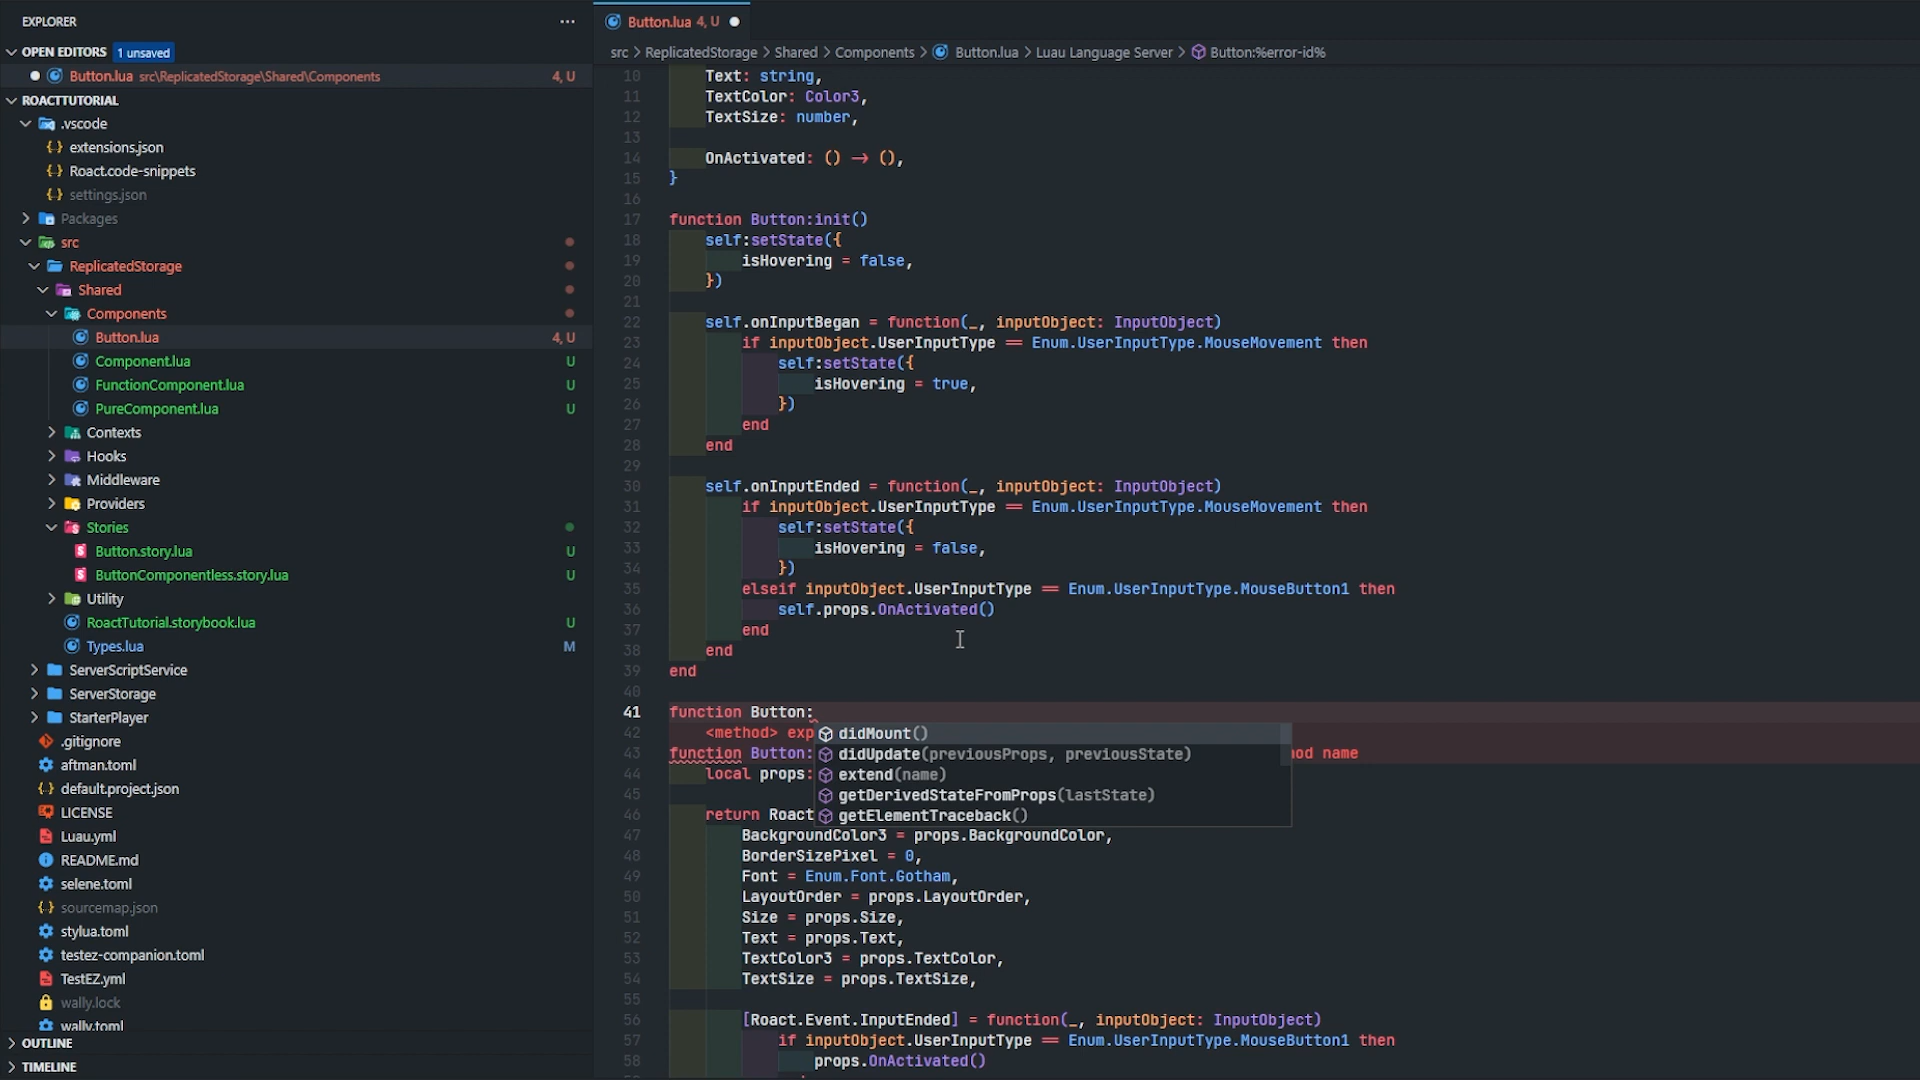 EXPLORER
OPEN EDITORS 1 unsaved
Button.lua src\ReplicatedStorage\Shared\Components 4, U
ROACTTUTORIAL
.vscode
extensions.json
Roact.code-snippets
settings.json
Packages
src
ReplicatedStorage
Shared
Components
Button.lua 4, U
Component.lua U
FunctionComponent.lua U
PureComponent.lua U
Contexts
Hooks
Middleware
Providers
Stories
Button.story.lua U
ButtonComponentless.story.lua U
Utility
RoactTutorial.storybook.lua U
Types.lua M
ServerScriptService
ServerStorage
StarterPlayer
.gitignore
aftman.toml
default.project.json
LICENSE
Luau.yml
README.md
selene.toml
sourcemap.json
stylua.toml
testez-companion.toml
TestEZ.yml
wally.lock
wally.toml
OUTLINE
TIMELINE
Button.lua 4, U
src > ReplicatedStorage > Shared > Components > Button.lua > Luau Language Server > Button:%error-id%
10 Text: string,
11 TextColor: Color3,
12 TextSize: number,
13
14 OnActivated: () -> (),
15 }
16
17 function Button:init()
18 self:setState({
19 isHovering = false,
20 })
21
22 self.onInputBegan = function(_, inputObject: InputObject)
23 if inputObject.UserInputType == Enum.UserInputType.MouseMovement then
24 self:setState({
25 isHovering = true,
26 })
27 end
28 end
29
30 self.onInputEnded = function(_, inputObject: InputObject)
31 if inputObject.UserInputType == Enum.UserInputType.MouseMovement then
32 self:setState({
33 isHovering = false,
34 })
35 elseif inputObject.UserInputType == Enum.UserInputType.MouseButton1 then
36 self.props.OnActivated()
37 end
38 end
39 end
40
41 function Button:
42 <method> exp
43 function Button: nod name
44 local props:
45
46 return Roact
47 BackgroundColor3 = props.BackgroundColor,
48 BorderSizePixel = 0,
49 Font = Enum.Font.Gotham,
50 LayoutOrder = props.LayoutOrder,
51 Size = props.Size,
52 Text = props.Text,
53 TextColor3 = props.TextColor,
54 TextSize = props.TextSize,
55
56 [Roact.Event.InputEnded] = function(_, inputObject: InputObject)
57 if inputObject.UserInputType == Enum.UserInputType.MouseButton1 then
58 props.OnActivated()
didMount()
didUpdate(previousProps, previousState)
extend(name)
getDerivedStateFromProps(lastState)
getElementTraceback()